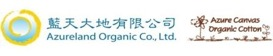 藍天大地有限公司
Azureland Organic Co., Ltd.
Azure Canvas
Organic Cotton